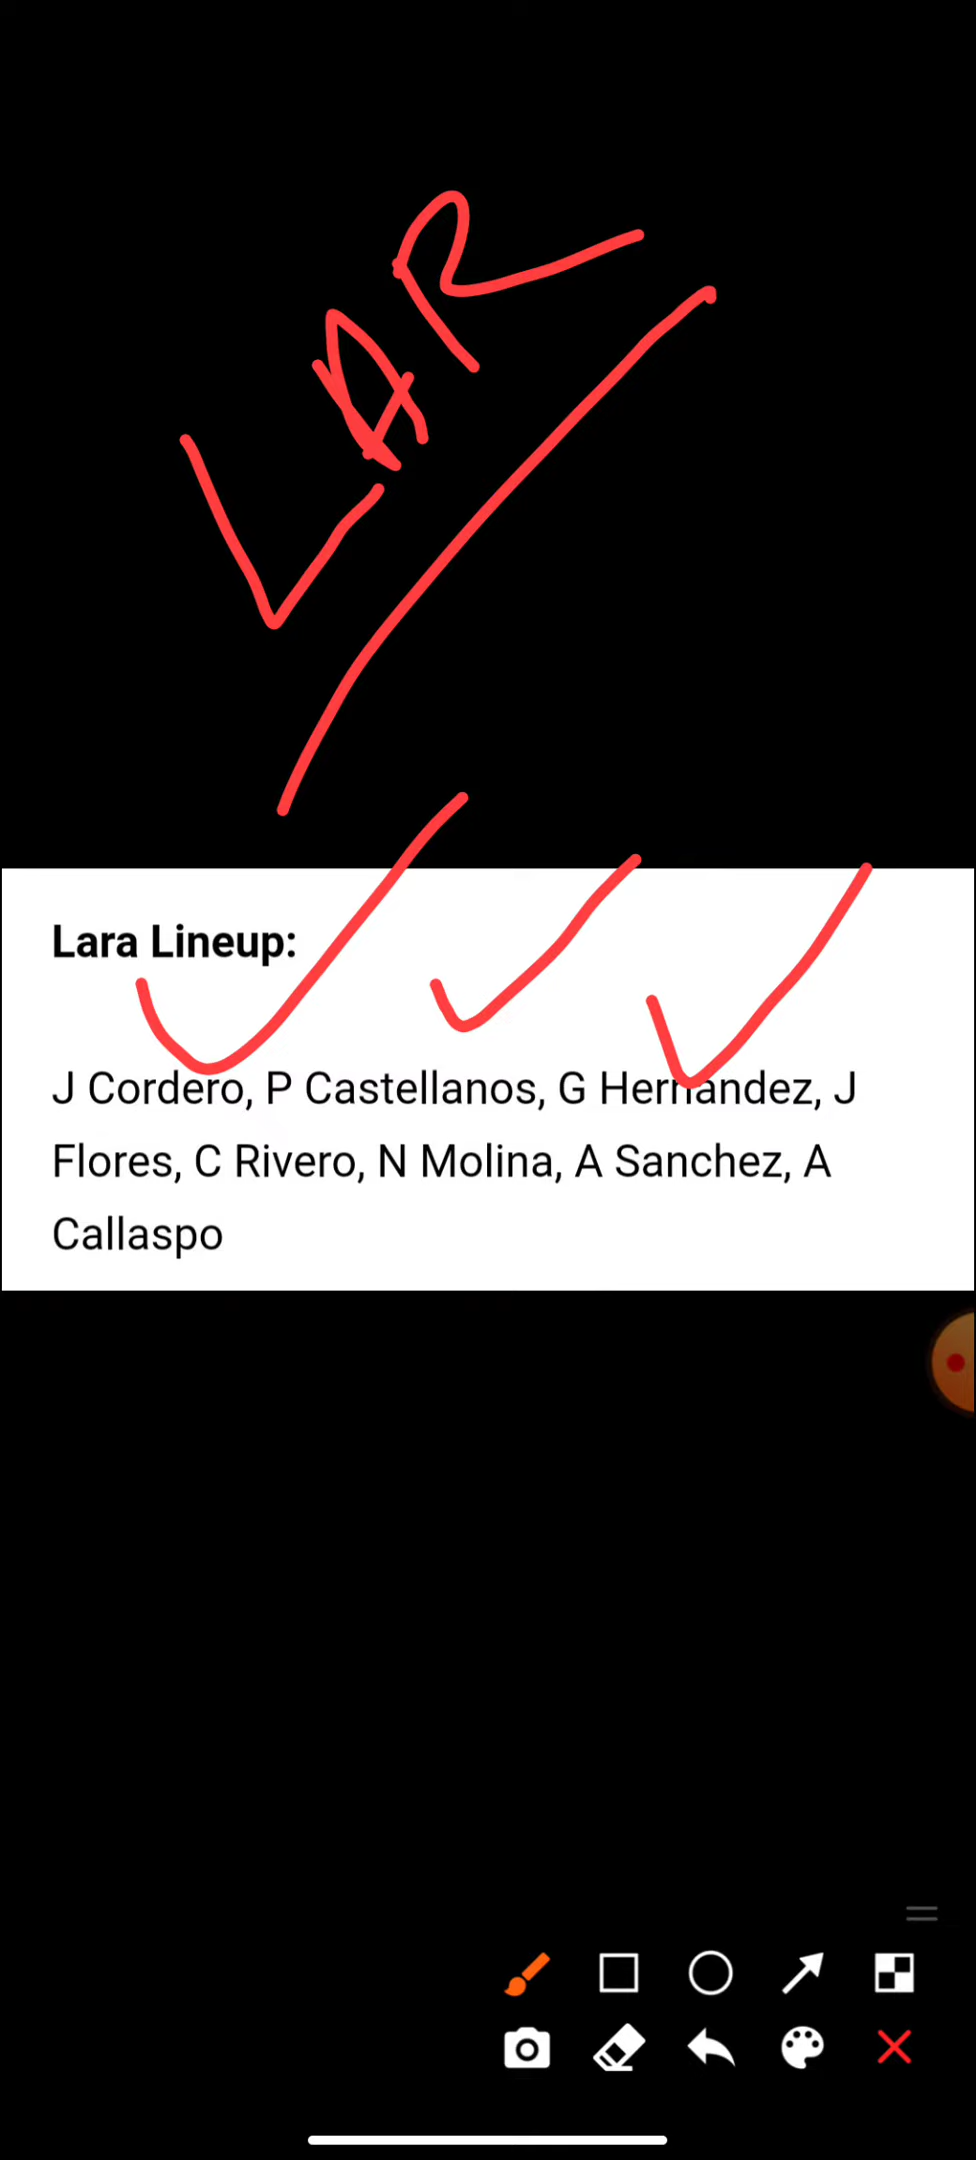 LAR
Lara Lineup:
J Cordero, P Castellanos, G Hernandez, J
Flores, C Rivero, N Molina, A Sanchez, A
Callaspo